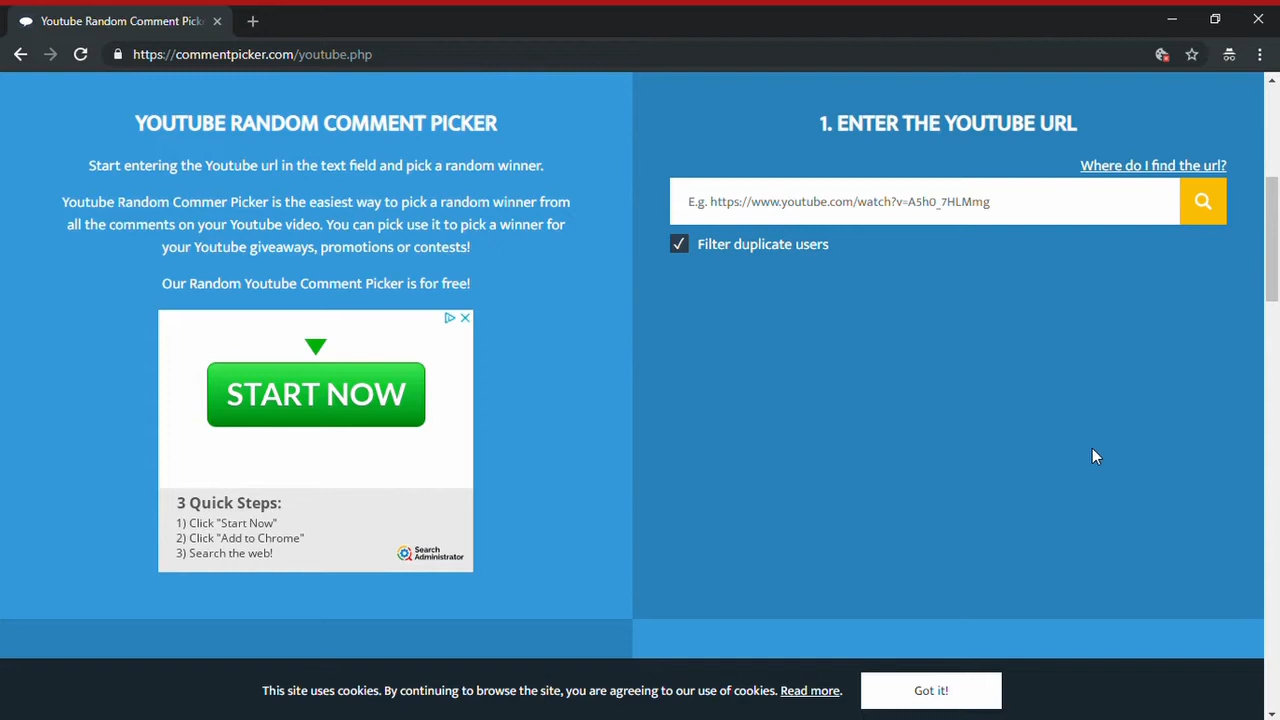 Youtube Random Comment Pick
https://commentpicker.com/youtube.php
YOUTUBE RANDOM COMMENT PICKER
Start entering the Youtube url in the text field and pick a random winner.
Youtube Random Commer Picker is the easiest way to pick a random winner from
all the comments on your Youtube video. You can pick use it to pick a winner for
your Youtube giveaways, promotions or contests!
Our Random Youtube Comment Picker is for free!
START NOW
3 Quick Steps:
1) Click "Start Now"
2) Click "Add to Chrome"
3) Search the web!
Search
Administrator
1. ENTER THE YOUTUBE URL
Where do I find the url?
E.g. https://www.youtube.com/watch?v=A5h0_7HLMmg
Filter duplicate users
This site uses cookies. By continuing to browse the site, you are agreeing to our use of cookies. Read more.
Got it!